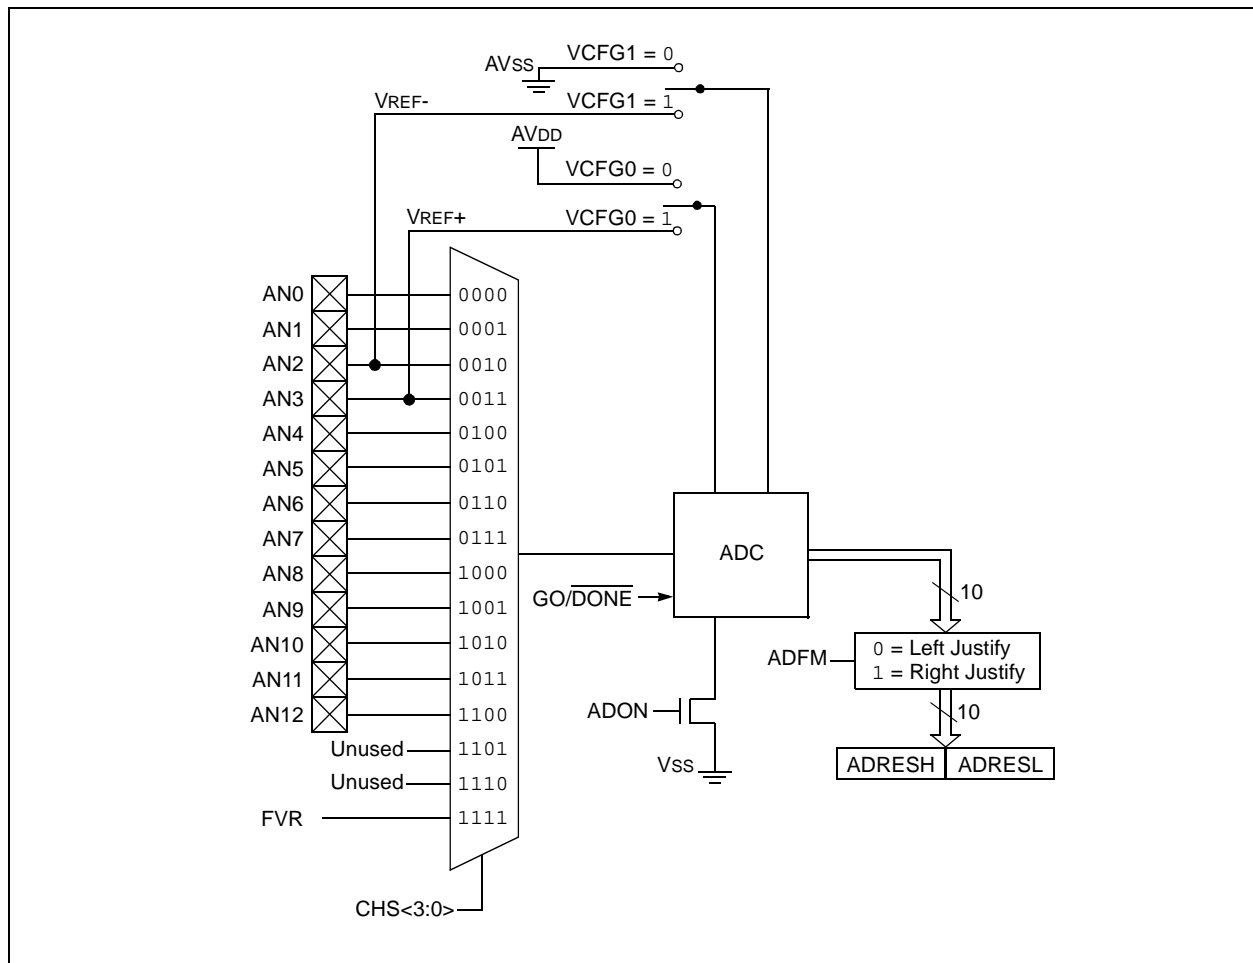 AVSS
VCFG1 = 0
VREF-
VCFG1 = 1
AVDD
VCFG0 = 0
VREF+
VCFG0 = 1
AN0
0000
AN1
0001
AN2
0010
AN3
0011
AN4
0100
AN5
0101
AN6
0110
AN7
0111
AN8
1000
AN9
1001
AN10
1010
AN11
1011
AN12
1100
Unused
1101
Unused
1110
FVR
1111
CHS<3:0>
ADC
GO/DONE
ADON
VSS
10
ADFM
0 = Left Justify
1 = Right Justify
10
ADRESH
ADRESL